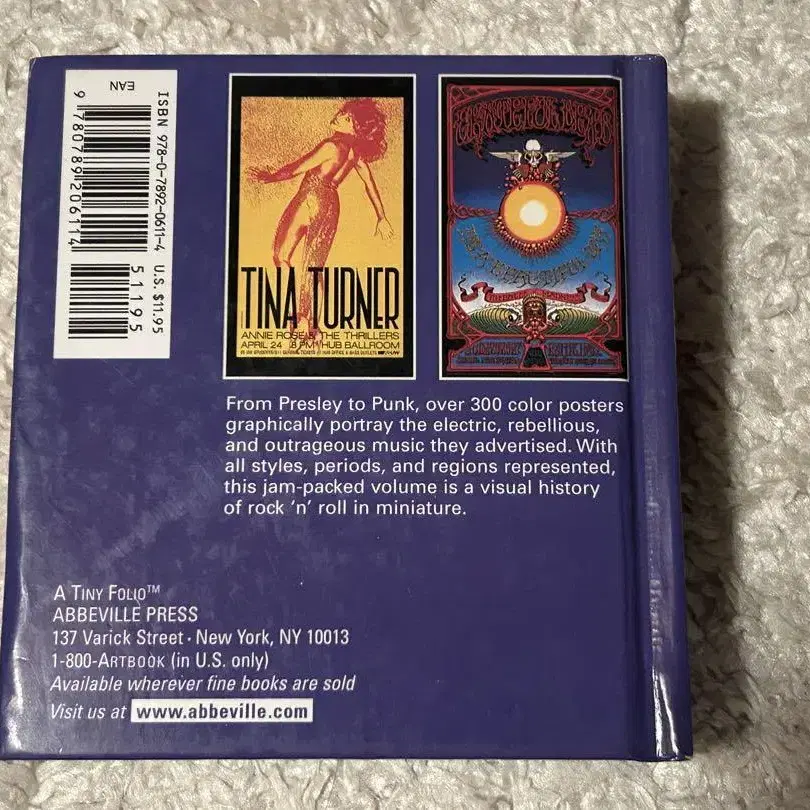 EAN
ISBN 978-0-7892-0611-4 U.S. $11.95
9 780789 206114
51195
TINA TURNER
ANNIE ROSE & THE THRILLERS
APRIL 24 8 PM HUB BALLROOM
GRATEFUL DEAD
From Presley to Punk, over 300 color posters
graphically portray the electric, rebellious,
and outrageous music they advertised. With
all styles, periods, and regions represented,
this jam-packed volume is a visual history
of rock ’n’ roll in miniature.
A TINY FOLIO™
ABBEVILLE PRESS
137 Varick Street · New York, NY 10013
1-800-ARTBOOK (in U.S. only)
Available wherever fine books are sold
Visit us at www.abbeville.com